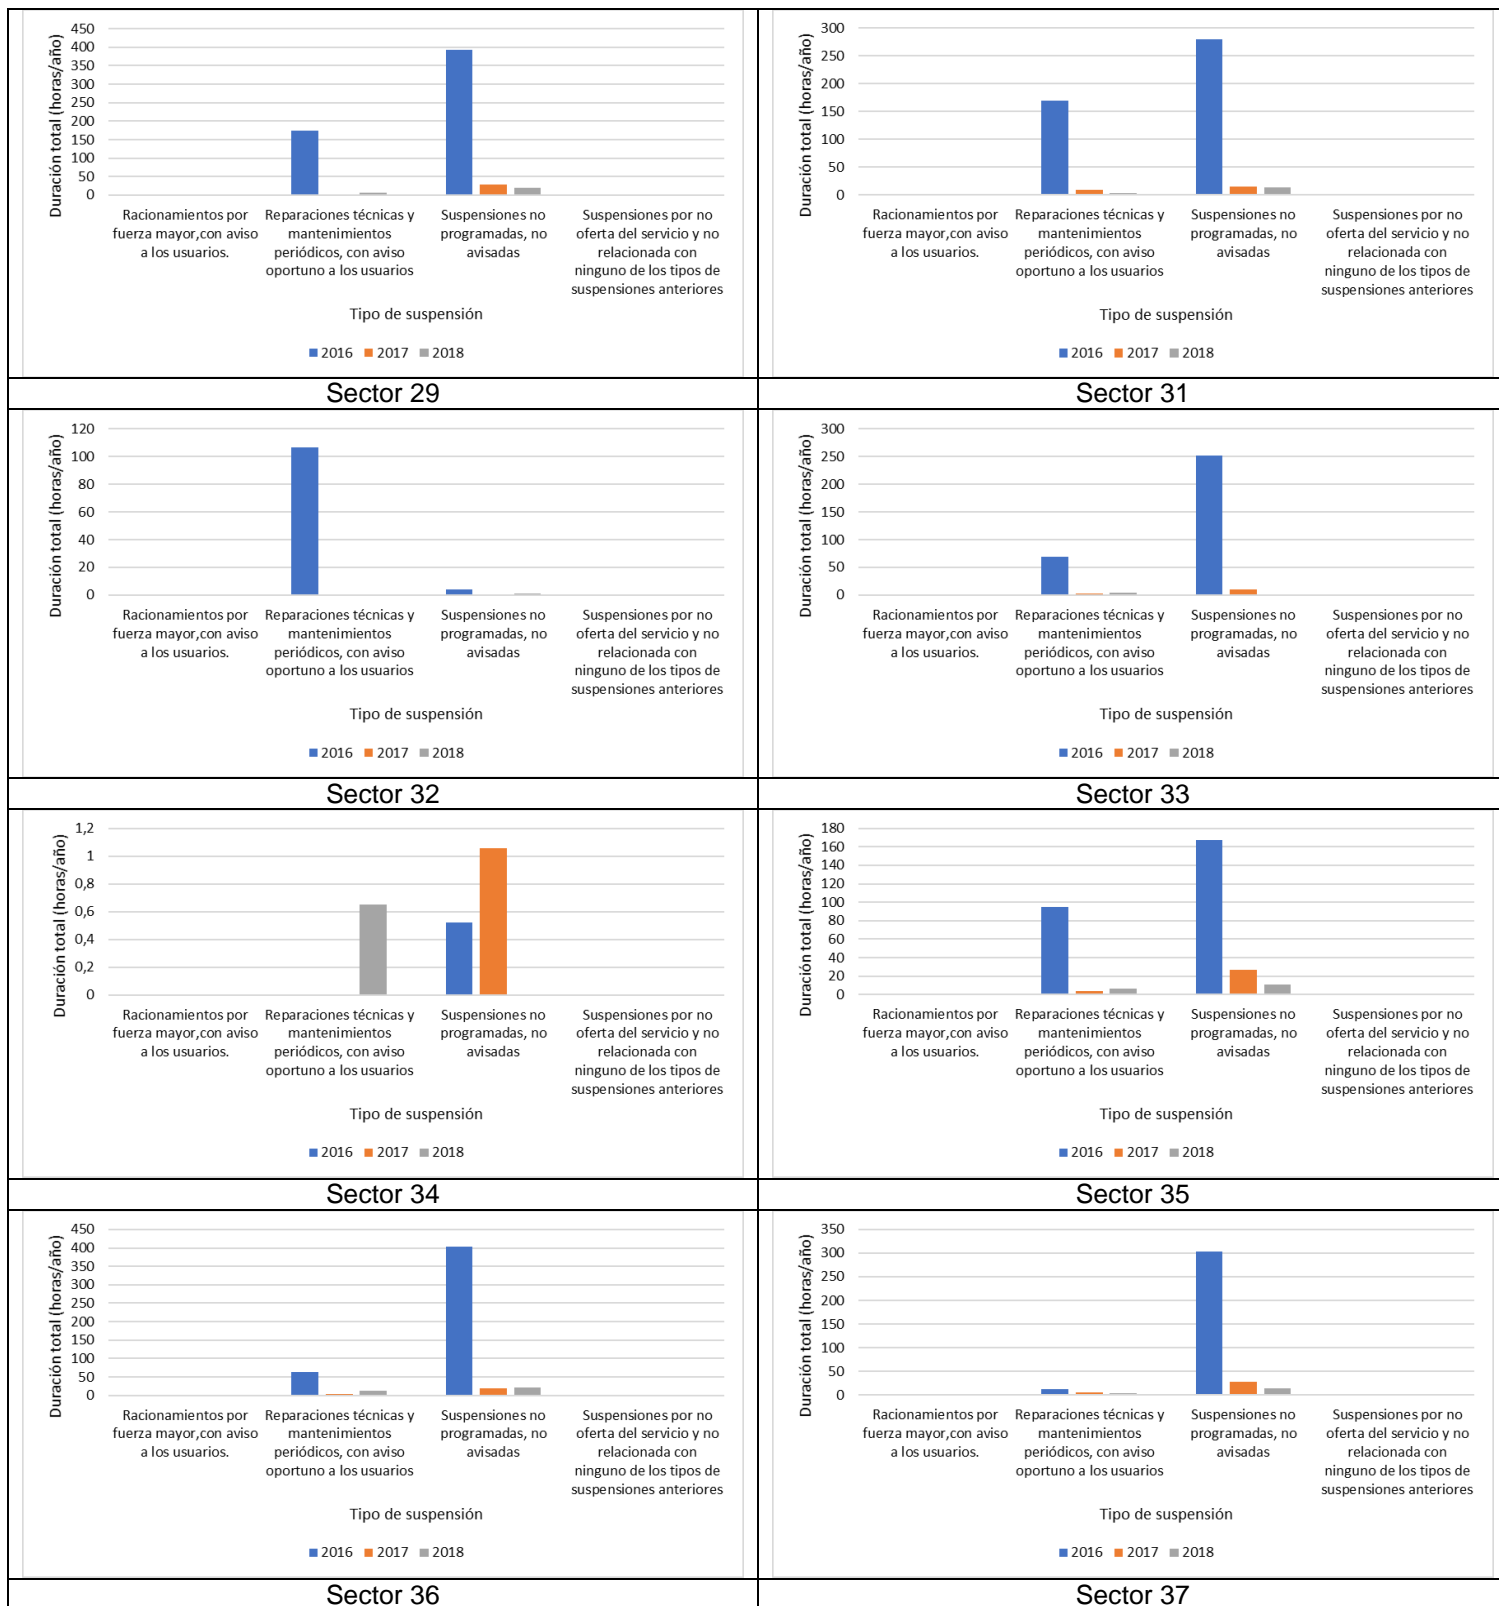 Duración total (horas/año)
450
400
350
300
250
200
150
100
50
0
Racionamientos por
fuerza mayor,con aviso
a los usuarios.
Reparaciones técnicas y
mantenimientos
periódicos, con aviso
oportuno a los usuarios
Suspensiones no
programadas, no
avisadas
Suspensiones por no
oferta del servicio y no
relacionada con
ninguno de los tipos de
suspensiones anteriores
Tipo de suspensión
2016 2017 2018
Sector 29
Duración total (horas/año)
300
250
200
150
100
50
0
Racionamientos por
fuerza mayor,con aviso
a los usuarios.
Reparaciones técnicas y
mantenimientos
periódicos, con aviso
oportuno a los usuarios
Suspensiones no
programadas, no
avisadas
Suspensiones por no
oferta del servicio y no
relacionada con
ninguno de los tipos de
suspensiones anteriores
Tipo de suspensión
2016 2017 2018
Sector 31
Duración total (horas/año)
120
100
80
60
40
20
0
Racionamientos por
fuerza mayor,con aviso
a los usuarios.
Reparaciones técnicas y
mantenimientos
periódicos, con aviso
oportuno a los usuarios
Suspensiones no
programadas, no
avisadas
Suspensiones por no
oferta del servicio y no
relacionada con
ninguno de los tipos de
suspensiones anteriores
Tipo de suspensión
2016 2017 2018
Sector 32
Duración total (horas/año)
300
250
200
150
100
50
0
Racionamientos por
fuerza mayor,con aviso
a los usuarios.
Reparaciones técnicas y
mantenimientos
periódicos, con aviso
oportuno a los usuarios
Suspensiones no
programadas, no
avisadas
Suspensiones por no
oferta del servicio y no
relacionada con
ninguno de los tipos de
suspensiones anteriores
Tipo de suspensión
2016 2017 2018
Sector 33
Duración total (horas/año)
1,2
1
0,8
0,6
0,4
0,2
0
Racionamientos por
fuerza mayor,con aviso
a los usuarios.
Reparaciones técnicas y
mantenimientos
periódicos, con aviso
oportuno a los usuarios
Suspensiones no
programadas, no
avisadas
Suspensiones por no
oferta del servicio y no
relacionada con
ninguno de los tipos de
suspensiones anteriores
Tipo de suspensión
2016 2017 2018
Sector 34
Duración total (horas/año)
180
160
140
120
100
80
60
40
20
0
Racionamientos por
fuerza mayor,con aviso
a los usuarios.
Reparaciones técnicas y
mantenimientos
periódicos, con aviso
oportuno a los usuarios
Suspensiones no
programadas, no
avisadas
Suspensiones por no
oferta del servicio y no
relacionada con
ninguno de los tipos de
suspensiones anteriores
Tipo de suspensión
2016 2017 2018
Sector 35
Duración total (horas/año)
450
400
350
300
250
200
150
100
50
0
Racionamientos por
fuerza mayor,con aviso
a los usuarios.
Reparaciones técnicas y
mantenimientos
periódicos, con aviso
oportuno a los usuarios
Suspensiones no
programadas, no
avisadas
Suspensiones por no
oferta del servicio y no
relacionada con
ninguno de los tipos de
suspensiones anteriores
Tipo de suspensión
2016 2017 2018
Sector 36
Duración total (horas/año)
350
300
250
200
150
100
50
0
Racionamientos por
fuerza mayor,con aviso
a los usuarios.
Reparaciones técnicas y
mantenimientos
periódicos, con aviso
oportuno a los usuarios
Suspensiones no
programadas, no
avisadas
Suspensiones por no
oferta del servicio y no
relacionada con
ninguno de los tipos de
suspensiones anteriores
Tipo de suspensión
2016 2017 2018
Sector 37